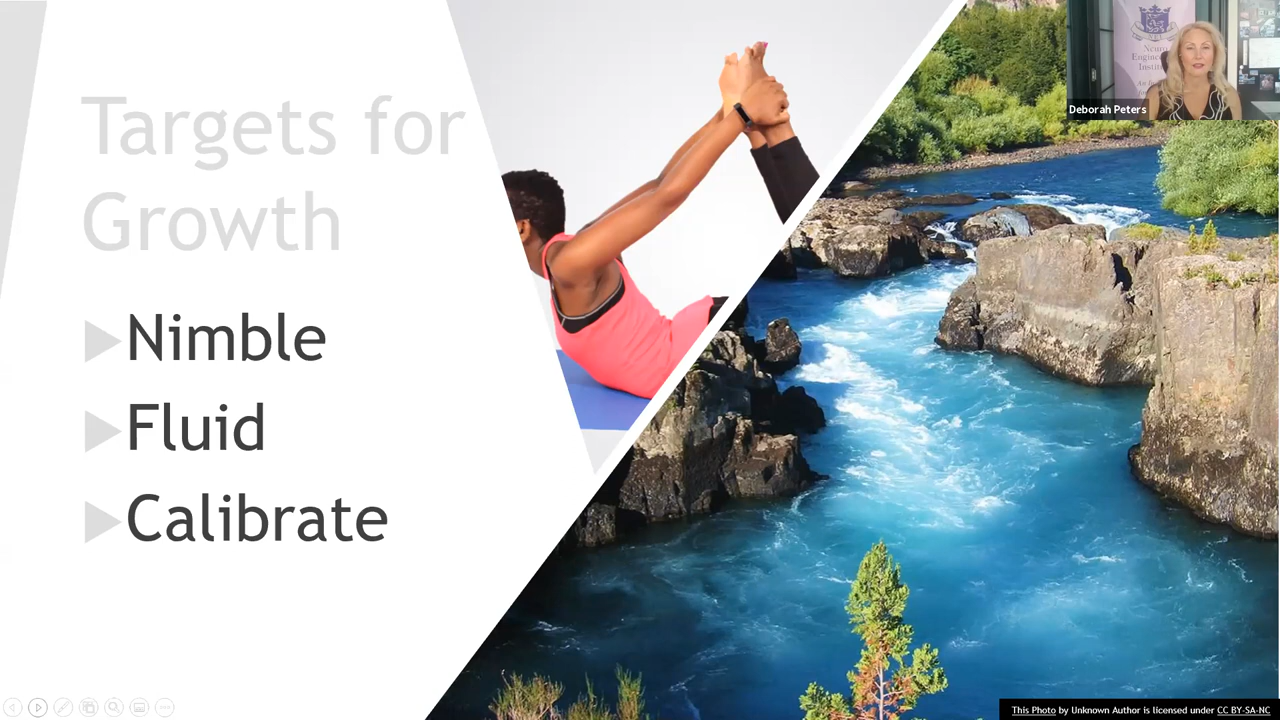 Targets for
Growth
Nimble
Fluid
Calibrate
Deborah Peters
Neuro
This Photo by Unknown Author is licensed under CC BY-SA-NC